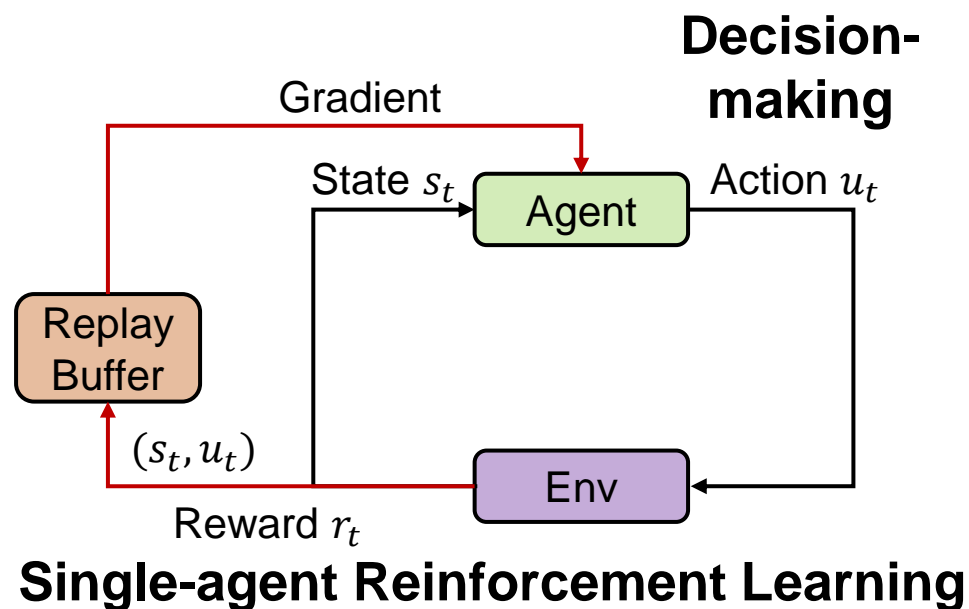 Decision-
making
Gradient
State $s_t$
Agent
Action $u_t$
Replay
Buffer
$(s_t, u_t)$
Env
Reward $r_t$
Single-agent Reinforcement Learning